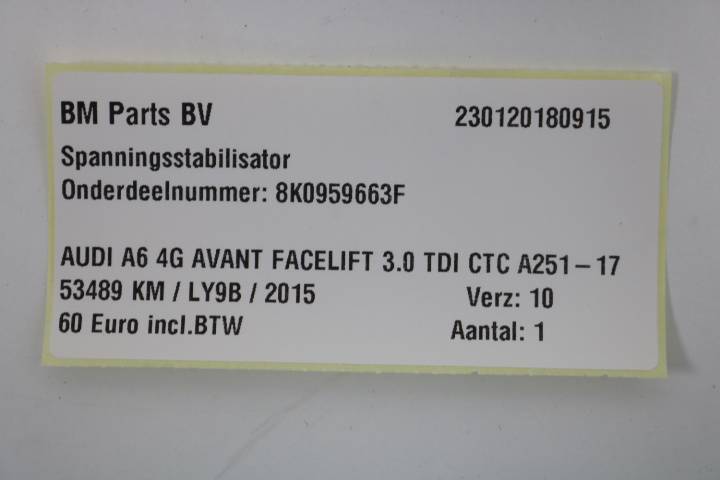 BM Parts BV 230120180915
Spanningsstabilisator
Onderdeelnummer: 8K0959663F
AUDI A6 4G AVANT FACELIFT 3.0 TDI CTC A251-17
53489 KM / LY9B / 2015 Verz: 10
60 Euro incl.BTW Aantal: 1